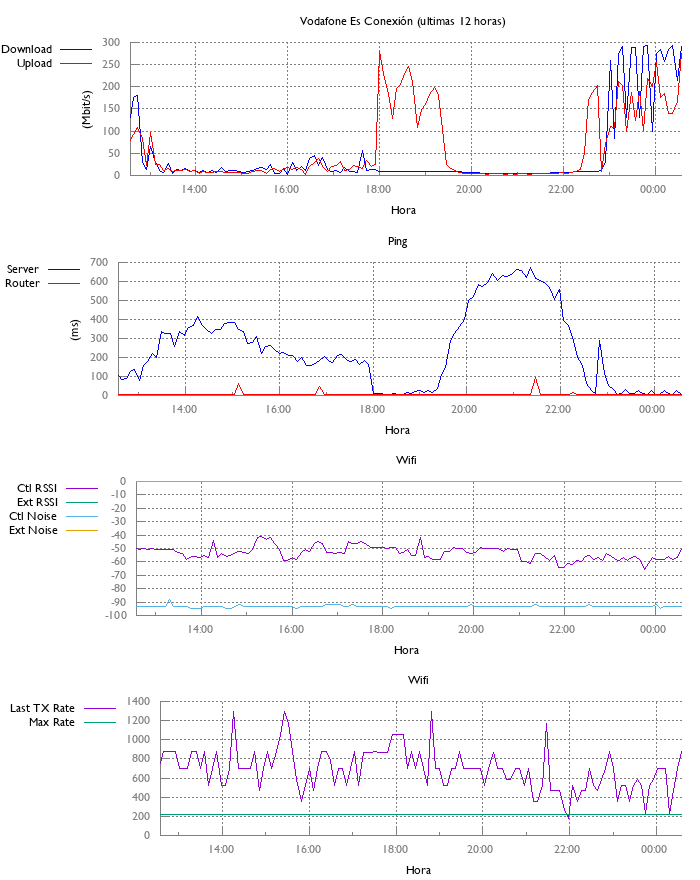 Vodafone Es Conexión (ultimas 12 horas)
Download
Upload
(Mbit/s)
300
250
200
150
100
50
0
14:00 16:00 18:00 20:00 22:00 00:00
Hora
Ping
Server
Router
(ms)
700
600
500
400
300
200
100
0
14:00 16:00 18:00 20:00 22:00 00:00
Hora
Wifi
Ctl RSSI
Ext RSSI
Ctl Noise
Ext Noise
0
-10
-20
-30
-40
-50
-60
-70
-80
-90
-100
14:00 16:00 18:00 20:00 22:00 00:00
Hora
Wifi
Last TX Rate
Max Rate
1400
1200
1000
800
600
400
200
0
14:00 16:00 18:00 20:00 22:00 00:00
Hora